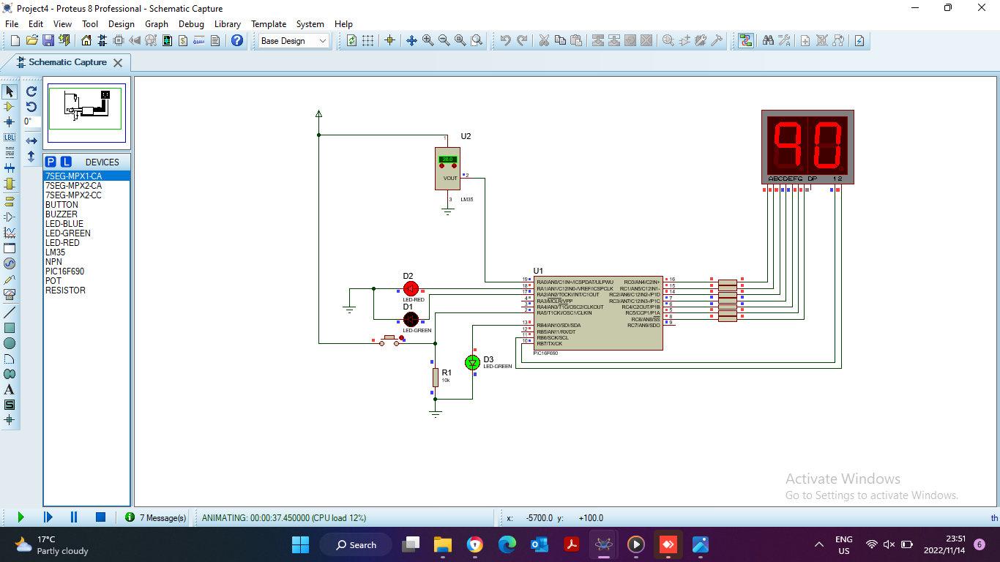 Project4 - Proteus 8 Professional - Schematic Capture
File Edit View Tool Design Graph Debug Library Template System Help
Base Design
Schematic Capture
0°
LBL
P L DEVICES
7SEG-MPX1-CA
7SEG-MPX2-CA
7SEG-MPX2-CC
BUTTON
BUZZER
LED-BLUE
LED-GREEN
LED-RED
LM35
NPN
PIC16F690
POT
RESISTOR
U2
1
28.0
VOUT
2
3
LM35
90
ABCDEFG DP 12
D2
LED-RED
D1
LED-GREEN
R1
10k
D3
LED-GREEN
U1
19 RA0/AN0/C1IN+/ICSPDAT/ULPWU RC0/AN4/C2IN+ 16
18 RA1/AN1/C12IN0-/VREF/ICSPCLK RC1/AN5/C12IN1- 15
17 RA2/AN2/T0CKI/INT/C1OUT RC2/AN6/C12IN2-/P1D 14
4 RA3/MCLR/VPP RC3/AN7/C12IN3-/P1C 7
3 RA4/AN3/T1G/OSC2/CLKOUT RC4/C2OUT/P1B 6
2 RA5/T1CKI/OSC1/CLKIN RC5/CCP1/P1A 5
RC6/AN8/SS 8
13 RB4/AN10/SDI/SDA RC7/AN9/SDO 9
12 RB5/AN11/RX/DT
11 RB6/SCK/SCL
10 RB7/TX/CK
PIC16F690
Activate Windows
Go to Settings to activate Windows.
7 Message(s) ANIMATING: 00:00:37.450000 (CPU load 12%) x: -5700.0 y: +100.0 th
17°C
Partly cloudy
Search
ENG
US
23:51
2022/11/14
6